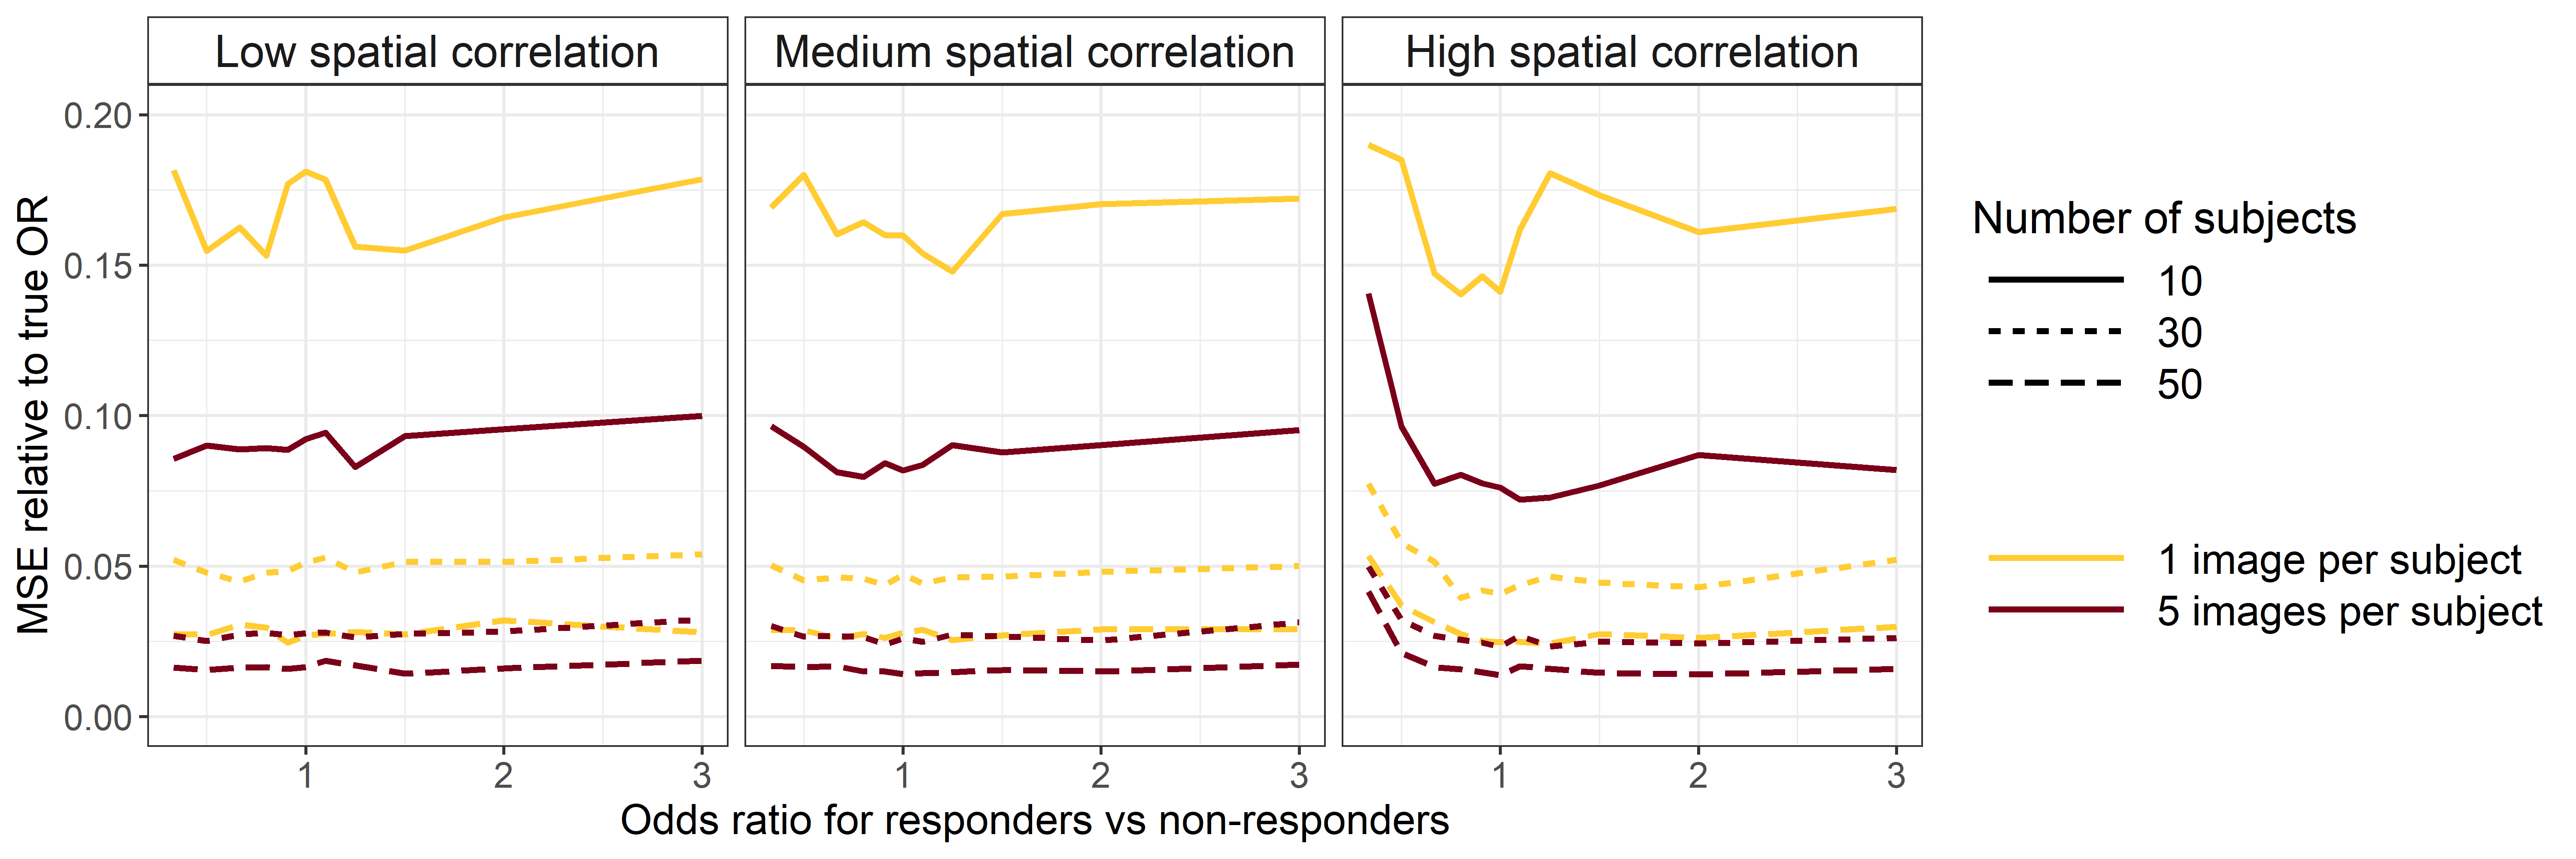 Low spatial correlation
Medium spatial correlation
High spatial correlation
MSE relative to true OR
0.20
0.15
0.10
0.05
0.00
1
2
3
1
2
3
1
2
3
Odds ratio for responders vs non-responders
Number of subjects
10
30
50
1 image per subject
5 images per subject